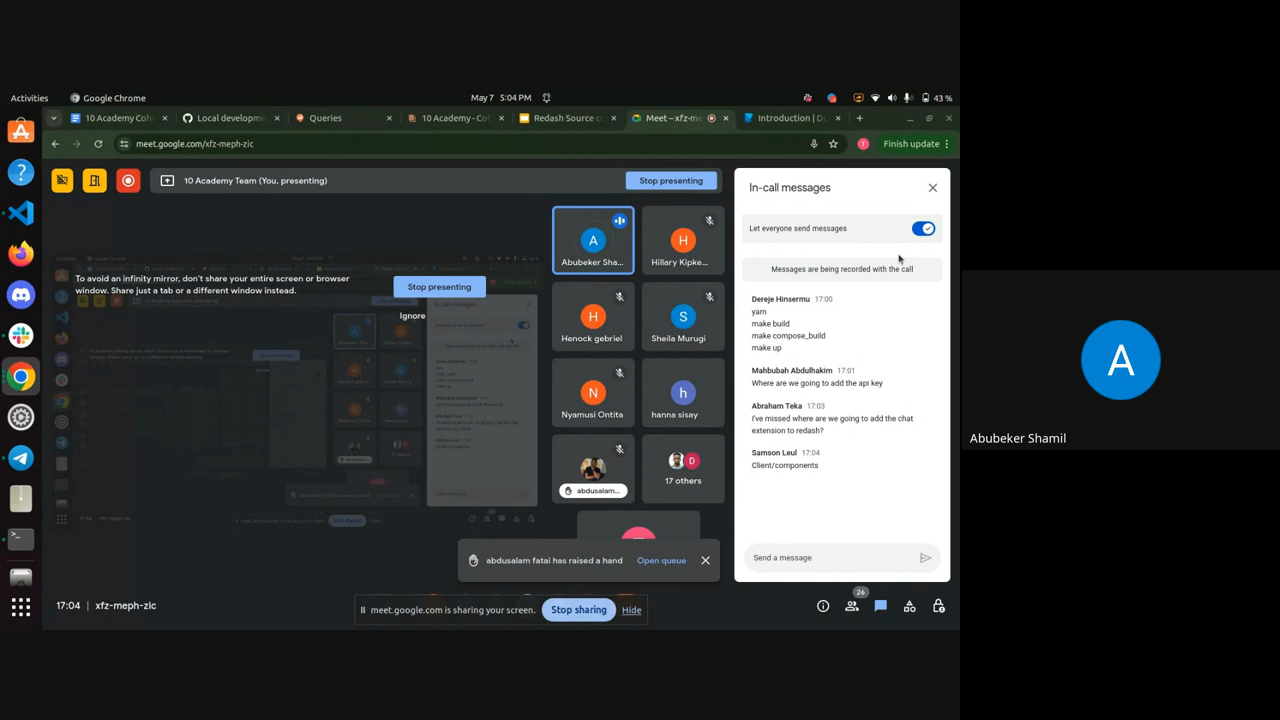 Activities
Google Chrome
May 7 5:04 PM
43 %
10 Academy Coh
Local developme
Queries
10 Academy - Co
Redash Source co
Meet – xfz-me
Introduction | D
meet.google.com/xfz-meph-zic
T
Finish update
10 Academy Team (You, presenting)
Stop presenting
To avoid an infinity mirror, don't share your entire screen or browser
window. Share just a tab or a different window instead.
Stop presenting
Ignore
A
Abubeker Sha...
H
Hillary Kipke...
H
Henock gebriel
S
Sheila Murugi
N
Nyamusi Ontita
h
hanna sisay
abdusalam...
D
17 others
abdusalam fatai has raised a hand
Open queue
17:04 | xfz-meph-zic
meet.google.com is sharing your screen.
Stop sharing
Hide
In-call messages
Let everyone send messages
Messages are being recorded with the call
Dereje Hinsermu 17:00
yarn
make build
make compose_build
make up
Mahbubah Abdulhakim 17:01
Where are we going to add the api key
Abraham Teka 17:03
I've missed where are we going to add the chat
extension to redash?
Samson Leul 17:04
Client/components
Send a message
26
A
Abubeker Shamil